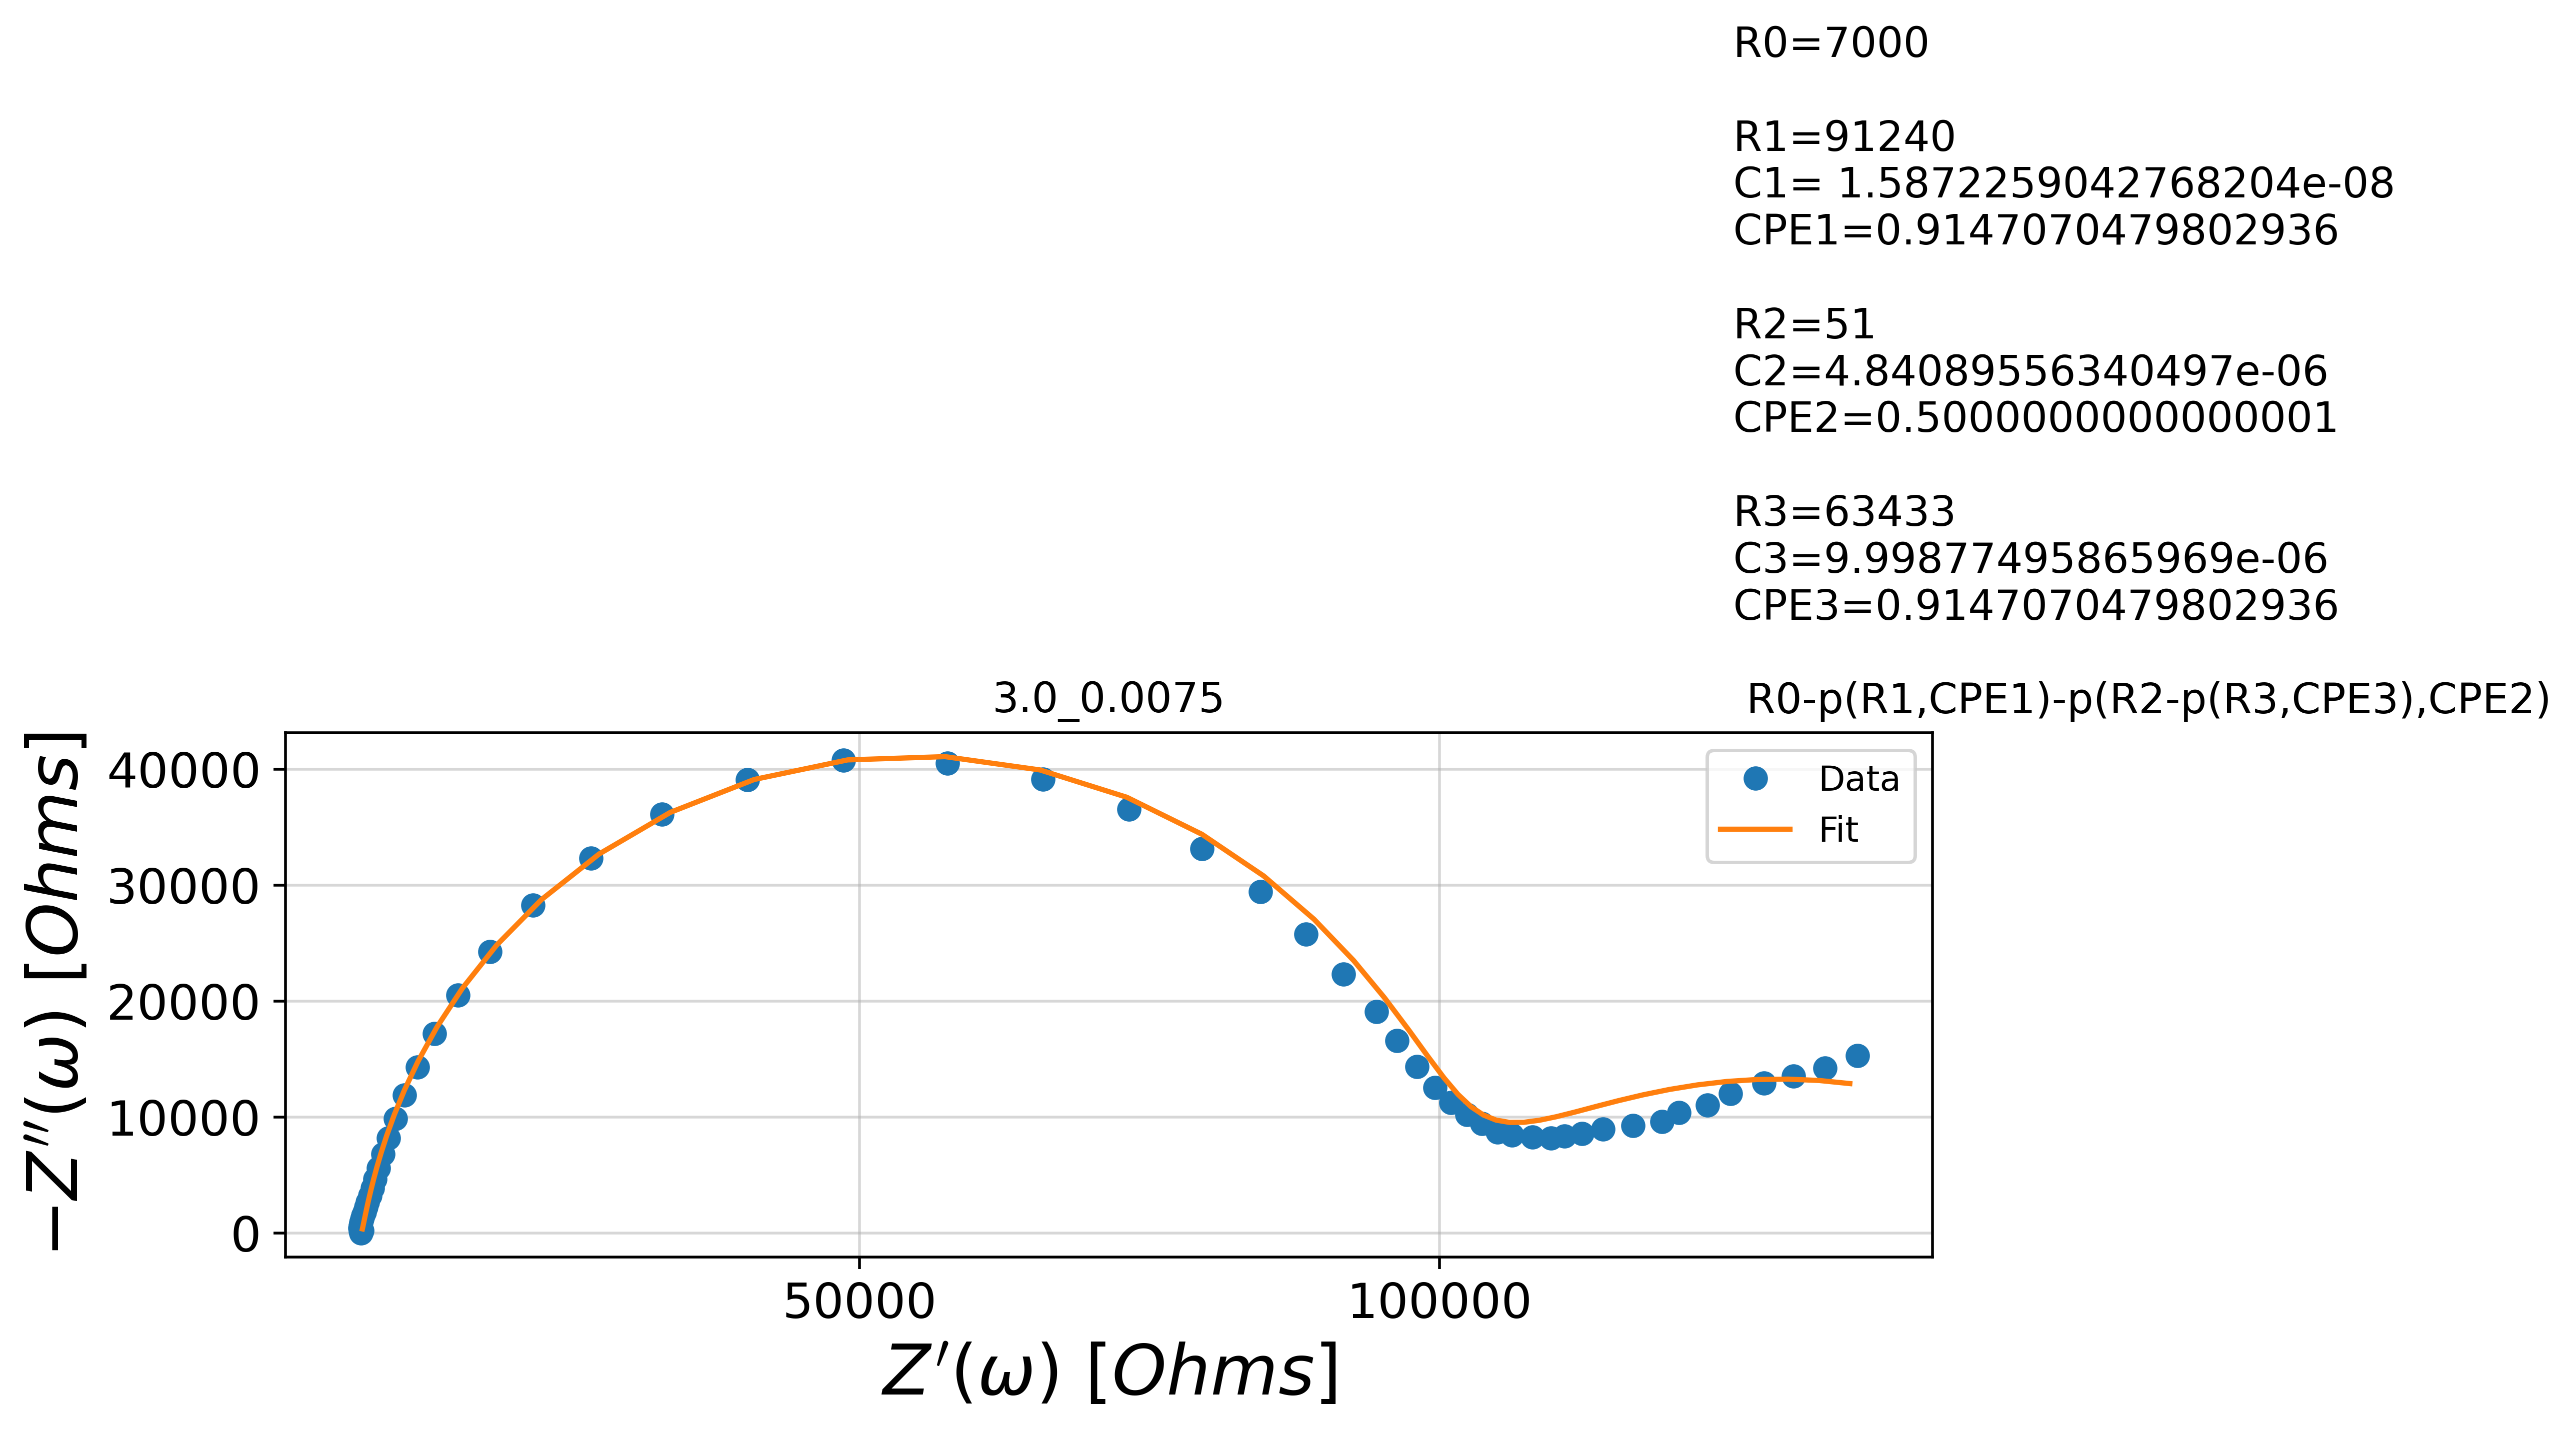 R0=7000
R1=91240
C1= 1.5872259042768204e-08
CPE1=0.9147070479802936
R2=51
C2=4.84089556340497e-06
CPE2=0.5000000000000001
R3=63433
C3=9.99877495865969e-06
CPE3=0.9147070479802936
3.0_0.0075
R0-p(R1,CPE1)-p(R2-p(R3,CPE3),CPE2)
Data
Fit
40000
30000
20000
10000
0
−Z′′(ω) [Ohms]
50000
100000
Z′(ω) [Ohms]